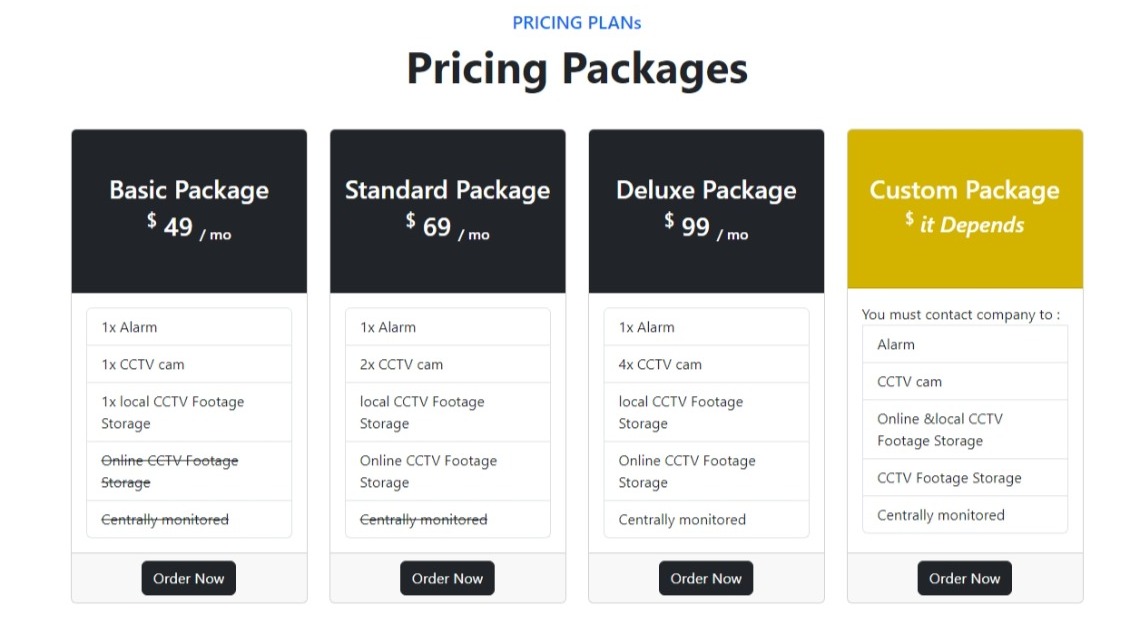 PRICING PLANs
Pricing Packages
Basic Package
$ 49 / mo
1x Alarm
1x CCTV cam
1x local CCTV Footage
Storage
Online CCTV Footage
Storage
Centrally monitored
Order Now
Standard Package
$ 69 / mo
1x Alarm
2x CCTV cam
local CCTV Footage
Storage
Online CCTV Footage
Storage
Centrally monitored
Order Now
Deluxe Package
$ 99 / mo
1x Alarm
4x CCTV cam
local CCTV Footage
Storage
Online CCTV Footage
Storage
Centrally monitored
Order Now
Custom Package
$ it Depends
You must contact company to :
Alarm
CCTV cam
Online &local CCTV
Footage Storage
CCTV Footage Storage
Centrally monitored
Order Now